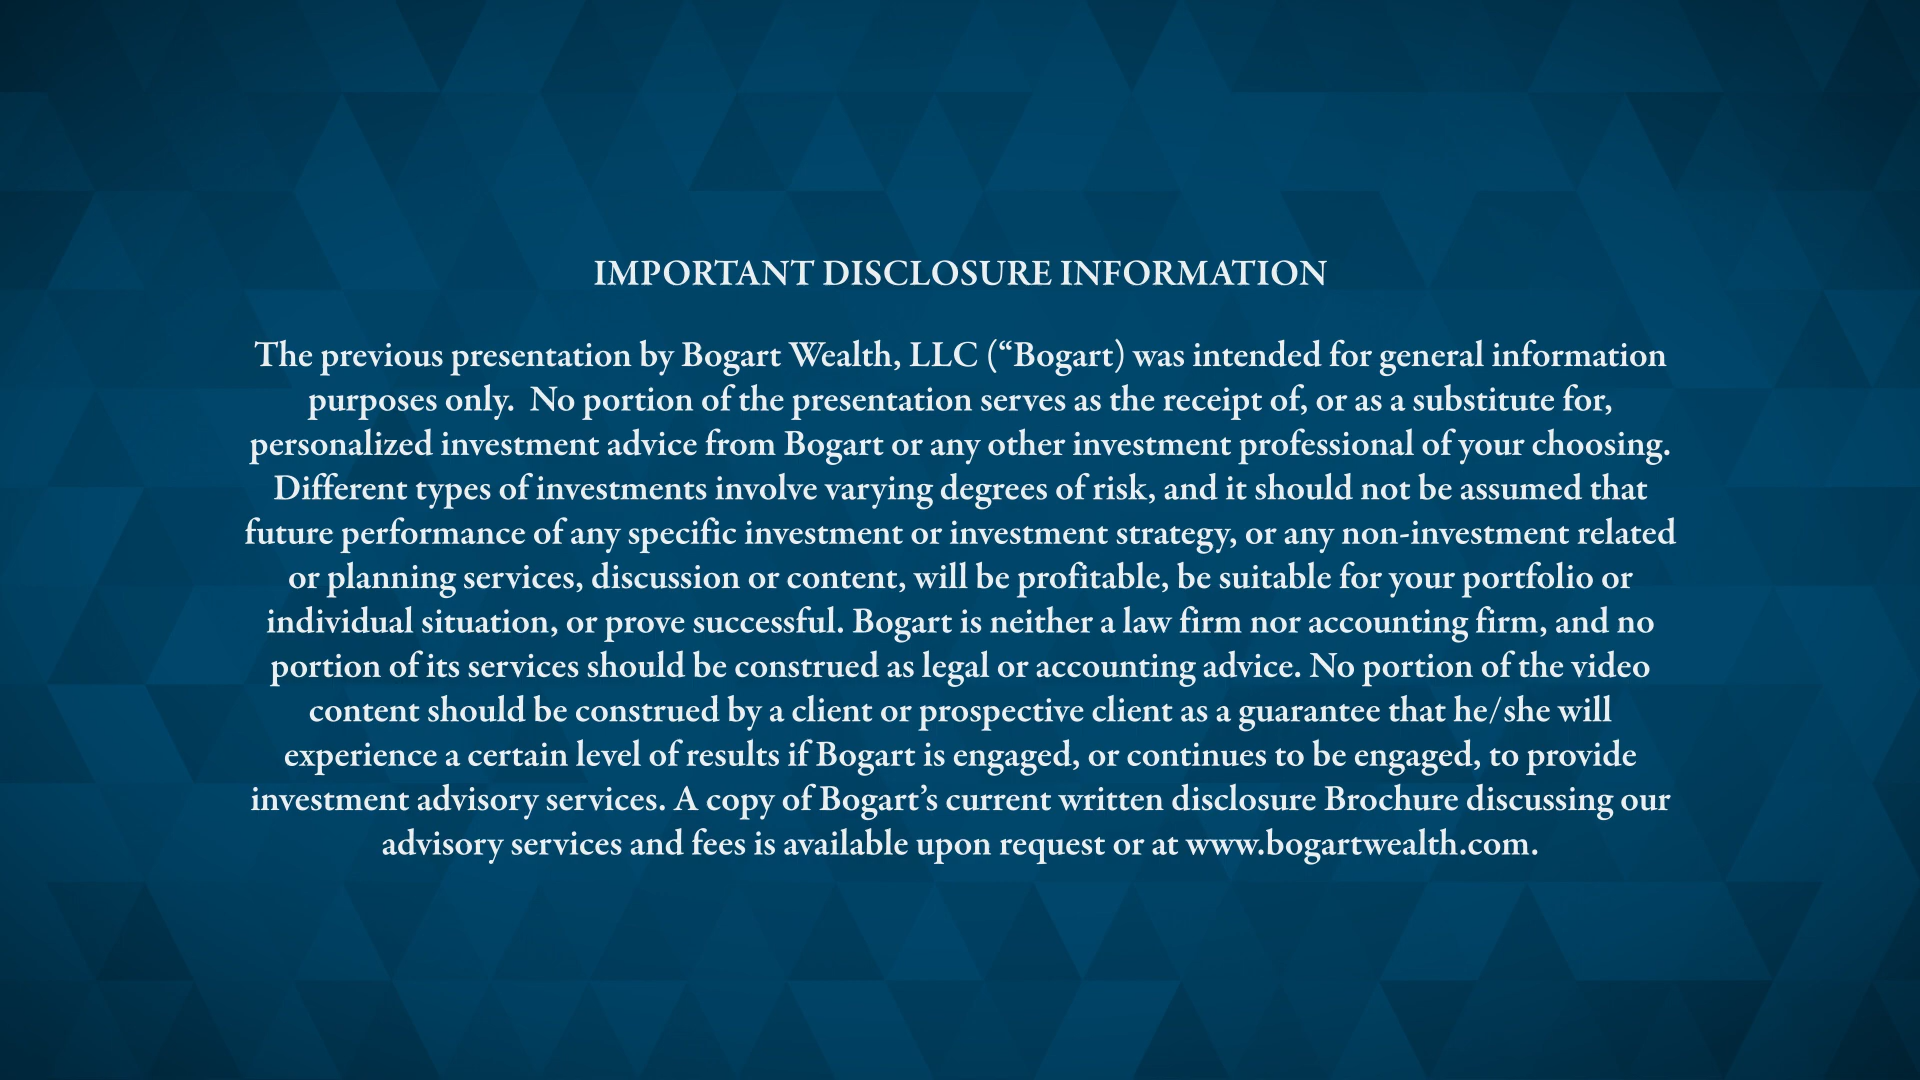 IMPORTANT DISCLOSURE INFORMATION
The previous presentation by Bogart Wealth, LLC (“Bogart) was intended for general information
purposes only.  No portion of the presentation serves as the receipt of, or as a substitute for,
personalized investment advice from Bogart or any other investment professional of your choosing.
Different types of investments involve varying degrees of risk, and it should not be assumed that
future performance of any specific investment or investment strategy, or any non-investment related
or planning services, discussion or content, will be profitable, be suitable for your portfolio or
individual situation, or prove successful. Bogart is neither a law firm nor accounting firm, and no
portion of its services should be construed as legal or accounting advice. No portion of the video
content should be construed by a client or prospective client as a guarantee that he/she will
experience a certain level of results if Bogart is engaged, or continues to be engaged, to provide
investment advisory services. A copy of Bogart’s current written disclosure Brochure discussing our
advisory services and fees is available upon request or at www.bogartwealth.com.